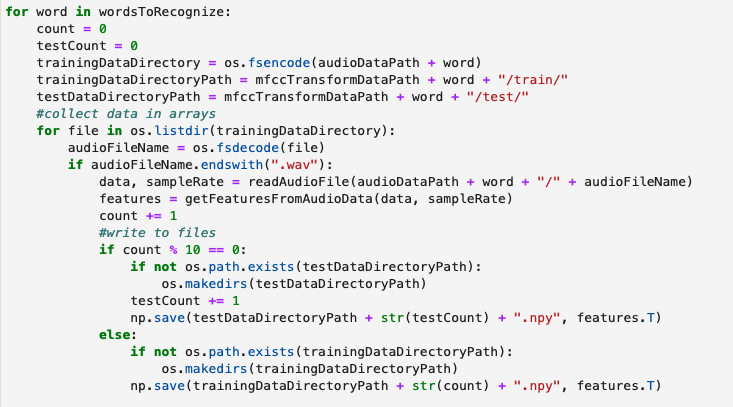 for word in wordsToRecognize:
    count = 0
    testCount = 0
    trainingDataDirectory = os.fsencode(audioDataPath + word)
    trainingDataDirectoryPath = mfccTransformDataPath + word + "/train/"
    testDataDirectoryPath = mfccTransformDataPath + word + "/test/"
    #collect data in arrays
    for file in os.listdir(trainingDataDirectory):
        audioFileName = os.fsdecode(file)
        if audioFileName.endswith(".wav"):
            data, sampleRate = readAudioFile(audioDataPath + word + "/" + audioFileName)
            features = getFeaturesFromAudioData(data, sampleRate)
            count += 1
            #write to files
            if count % 10 == 0:
                if not os.path.exists(testDataDirectoryPath):
                    os.makedirs(testDataDirectoryPath)
                testCount += 1
                np.save(testDataDirectoryPath + str(testCount) + ".npy", features.T)
            else:
                if not os.path.exists(trainingDataDirectoryPath):
                    os.makedirs(trainingDataDirectoryPath)
                np.save(trainingDataDirectoryPath + str(count) + ".npy", features.T)